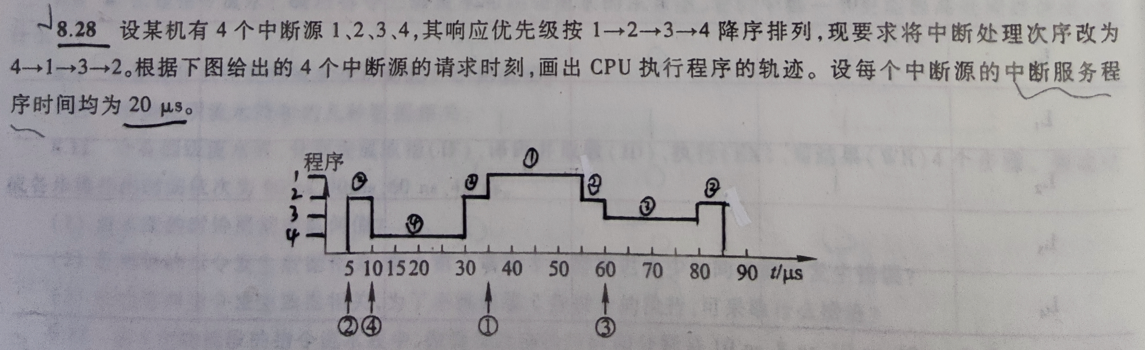 8.28 设某机有 4 个中断源 1、2、3、4,其响应优先级按 1→2→3→4 降序排列,现要求将中断处理次序改为
4→1→3→2。根据下图给出的 4 个中断源的请求时刻,画出 CPU 执行程序的轨迹。设每个中断源的中断服务程
序时间均为 20 μs。
程序
1
2
3
4
② ④ ② ① ② ③ ②
5 10 15 20 30 40 50 60 70 80 90 t/μs
② ④ ① ③